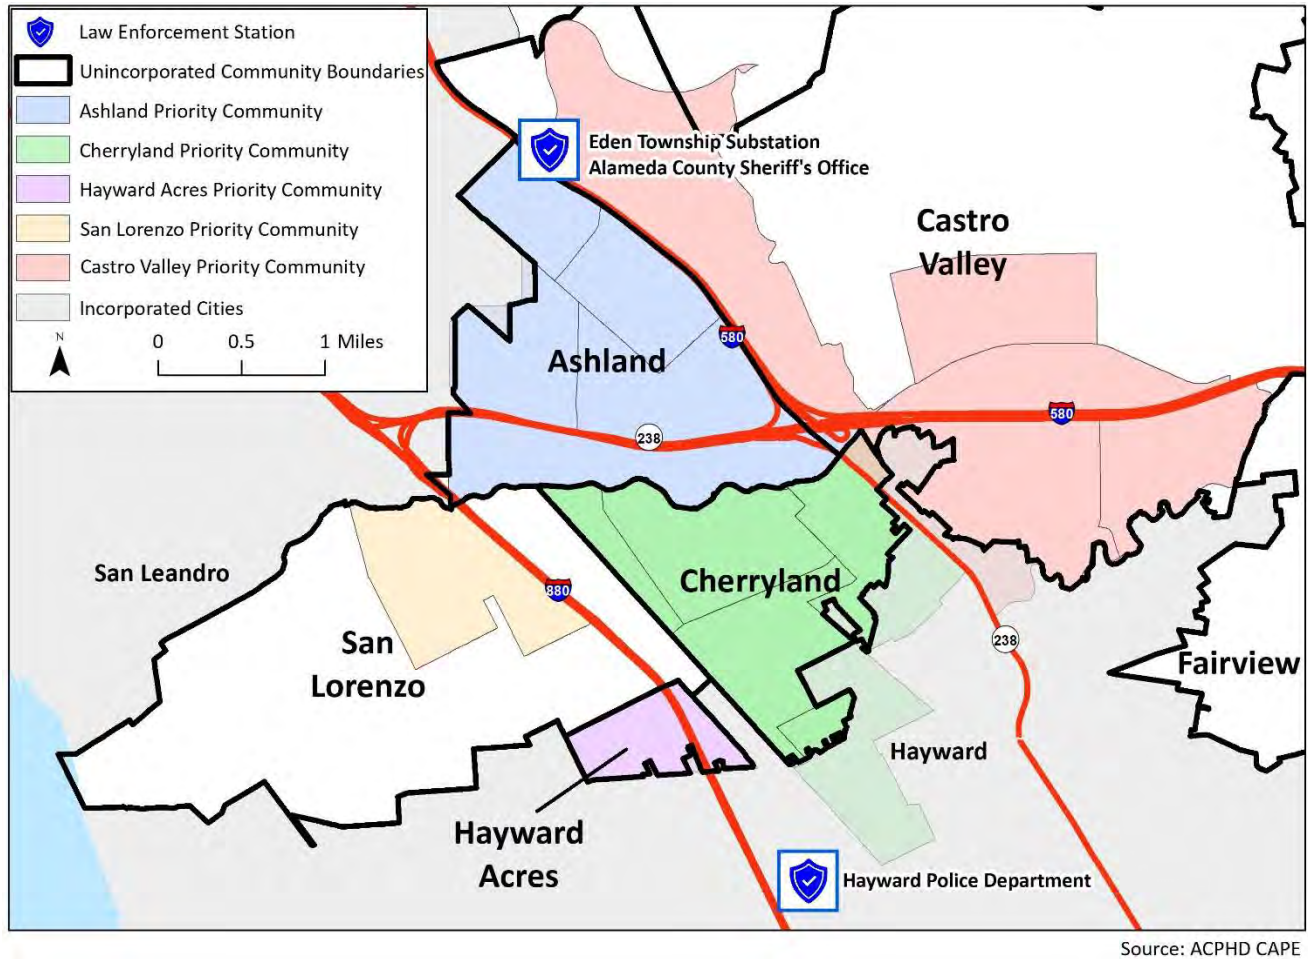 Law Enforcement Station
Unincorporated Community Boundaries
Ashland Priority Community
Cherryland Priority Community
Hayward Acres Priority Community
San Lorenzo Priority Community
Castro Valley Priority Community
Incorporated Cities
N
0 0.5 1 Miles
Eden Township Substation
Alameda County Sheriff's Office
Castro
Valley
580
Ashland
580
238
San Leandro
Cherryland
880
San
Lorenzo
238
Fairview
Hayward
Hayward
Acres
Hayward Police Department
Source: ACPHD CAPE